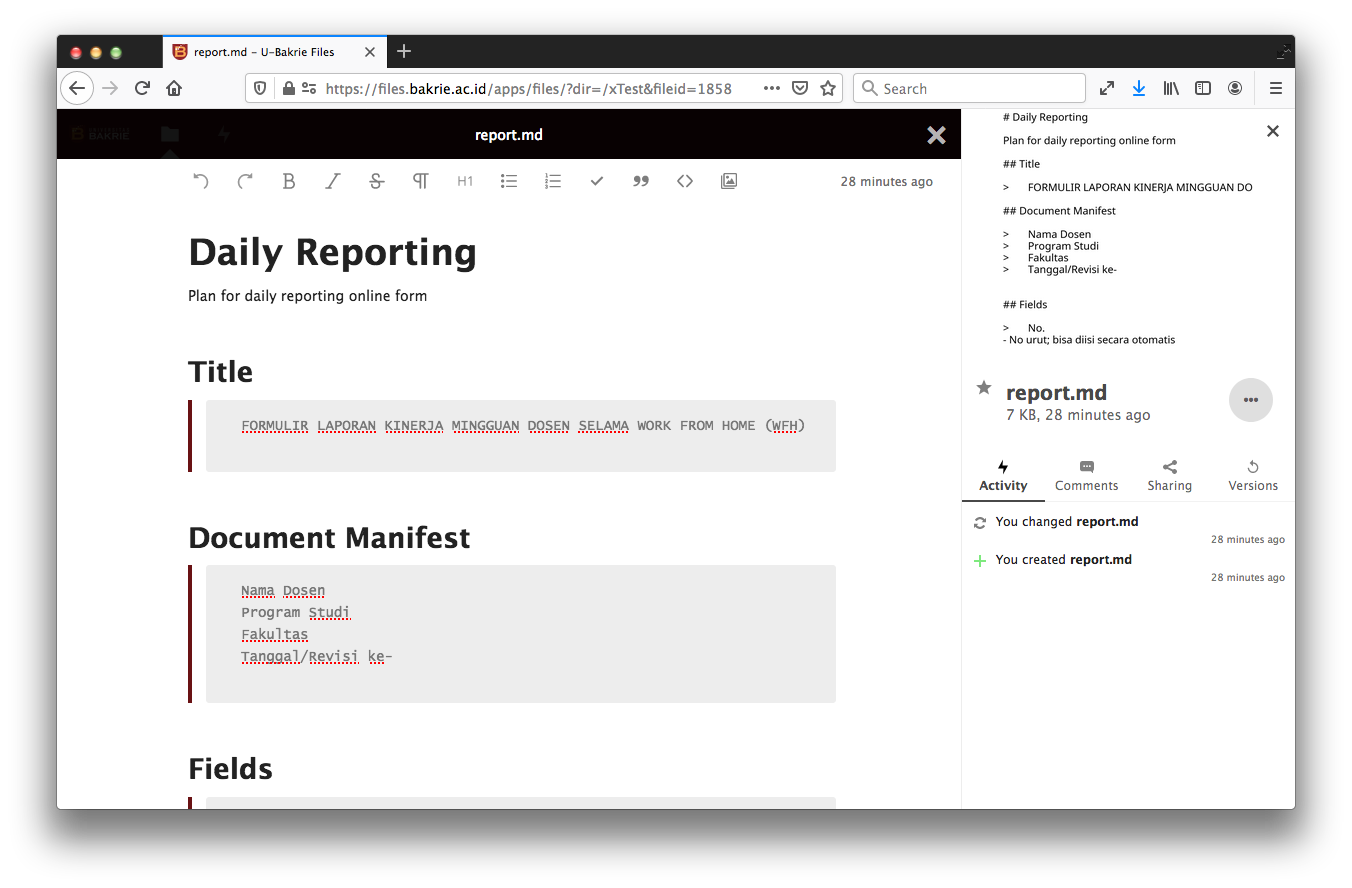 report.md – U-Bakrie Files
https://files.bakrie.ac.id/apps/files/?dir=/xTest&fileid=1858
Search
BAKRIE
report.md
H1
28 minutes ago
Daily Reporting
Plan for daily reporting online form
Title
FORMULIR LAPORAN KINERJA MINGGUAN DOSEN SELAMA WORK FROM HOME (WFH)
Document Manifest
Nama Dosen
Program Studi
Fakultas
Tanggal/Revisi ke-
Fields
# Daily Reporting
Plan for daily reporting online form
## Title
> FORMULIR LAPORAN KINERJA MINGGUAN DO
## Document Manifest
> Nama Dosen
> Program Studi
> Fakultas
> Tanggal/Revisi ke-
## Fields
> No.
- No urut; bisa diisi secara otomatis
report.md
7 KB, 28 minutes ago
Activity
Comments
Sharing
Versions
You changed report.md
28 minutes ago
You created report.md
28 minutes ago